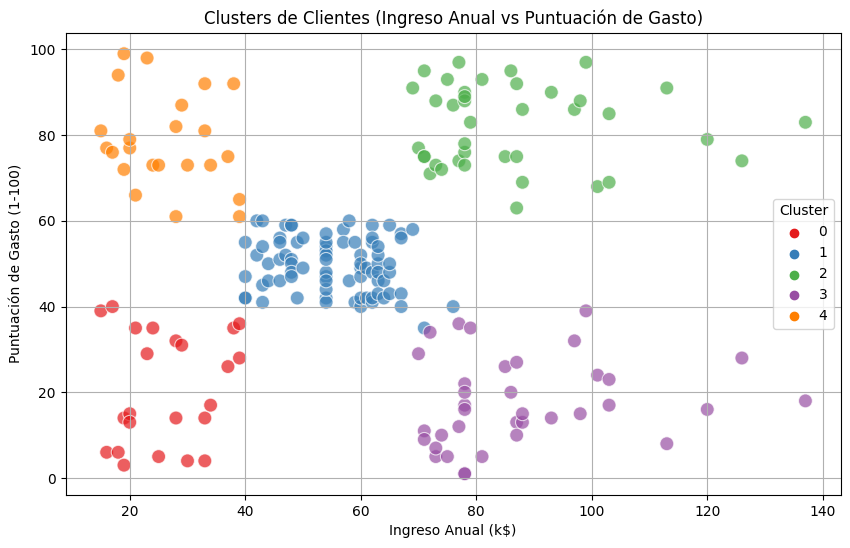 Clusters de Clientes (Ingreso Anual vs Puntuación de Gasto)
Puntuación de Gasto (1-100)
100
80
60
40
20
0
Cluster
0
1
2
3
4
20 40 60 80 100 120 140
Ingreso Anual (k$)